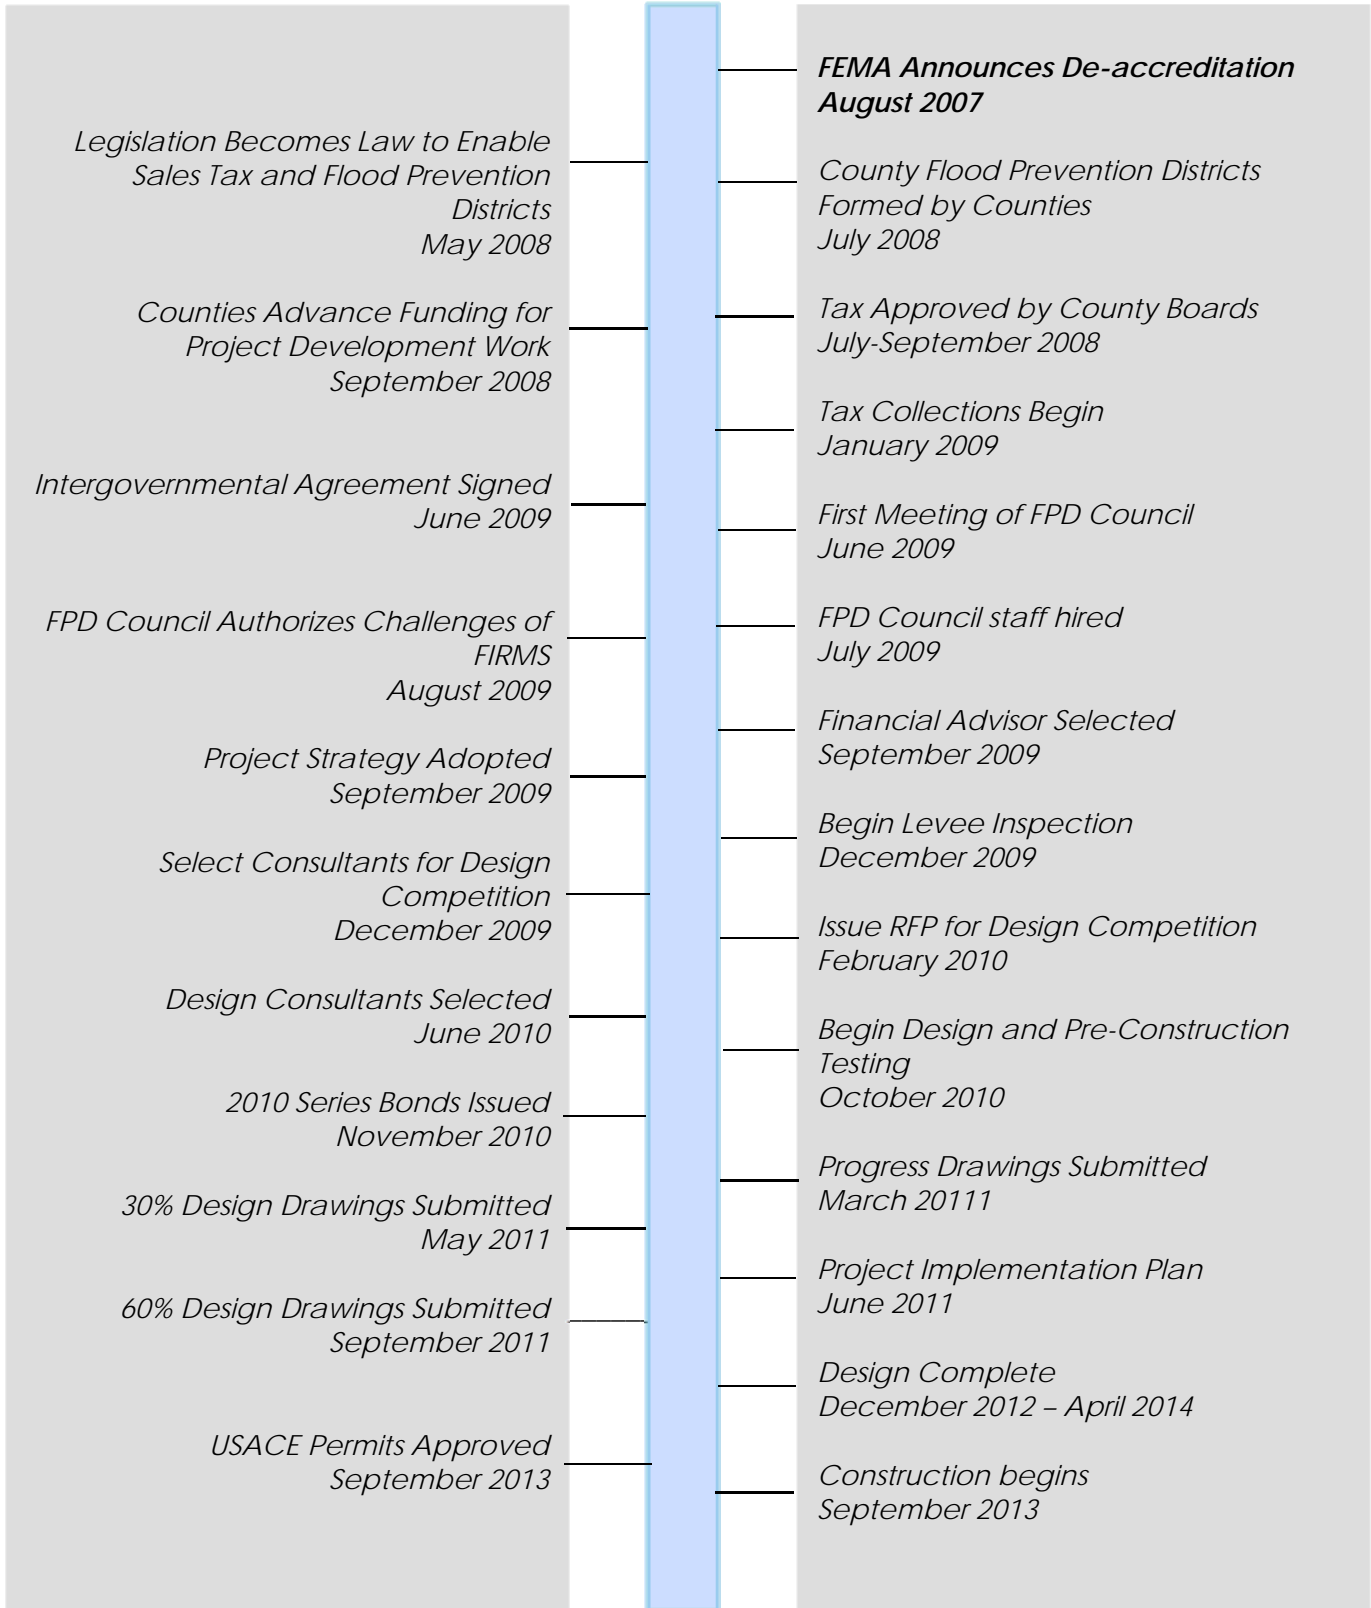 FEMA Announces De-accreditation
August 2007
Legislation Becomes Law to Enable
Sales Tax and Flood Prevention
Districts
May 2008
County Flood Prevention Districts
Formed by Counties
July 2008
Tax Approved by County Boards
July-September 2008
Counties Advance Funding for
Project Development Work
September 2008
Tax Collections Begin
January 2009
Intergovernmental Agreement Signed
June 2009
First Meeting of FPD Council
June 2009
FPD Council staff hired
July 2009
FPD Council Authorizes Challenges of
FIRMS
August 2009
Financial Advisor Selected
September 2009
Project Strategy Adopted
September 2009
Begin Levee Inspection
December 2009
Select Consultants for Design
Competition
December 2009
Issue RFP for Design Competition
February 2010
Design Consultants Selected
June 2010
Begin Design and Pre-Construction
Testing
October 2010
2010 Series Bonds Issued
November 2010
Progress Drawings Submitted
March 20111
30% Design Drawings Submitted
May 2011
Project Implementation Plan
June 2011
60% Design Drawings Submitted
September 2011
Design Complete
December 2012 – April 2014
USACE Permits Approved
September 2013
Construction begins
September 2013